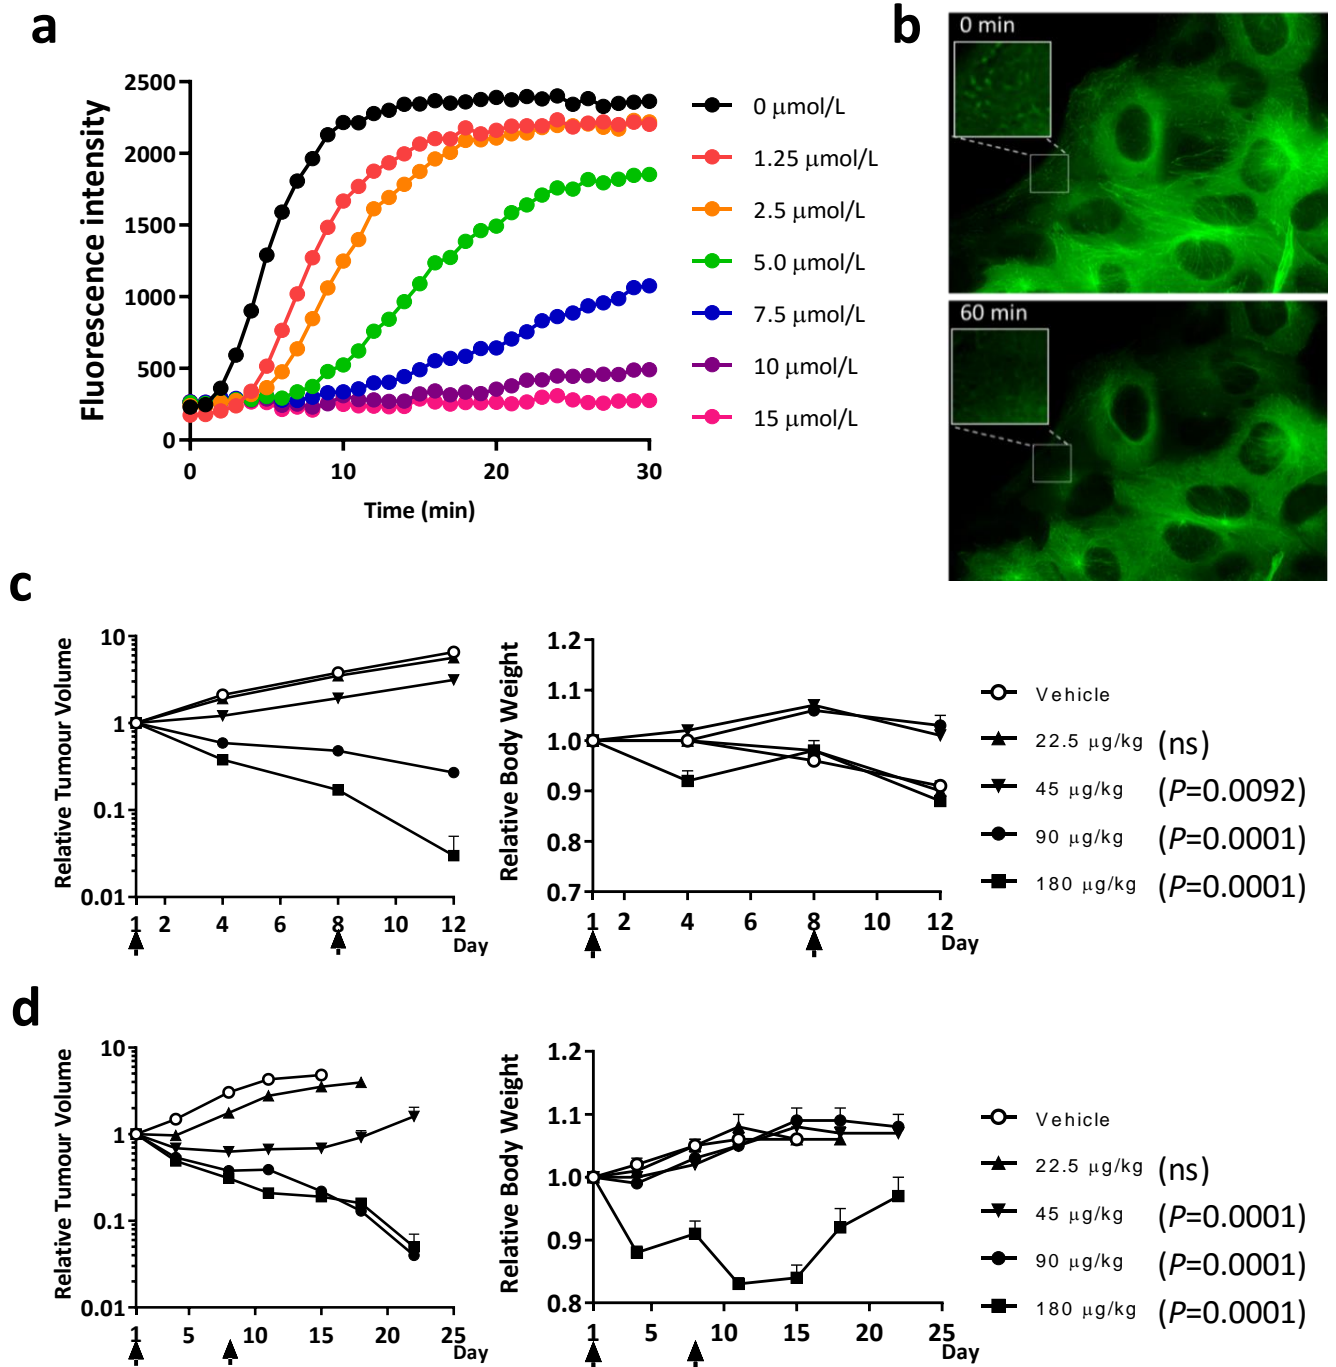 a
Fluorescence intensity
2500
2000
1500
1000
500
0
0 10 20 30
Time (min)
0 μmol/L
1.25 μmol/L
2.5 μmol/L
5.0 μmol/L
7.5 μmol/L
10 μmol/L
15 μmol/L
b
0 min
60 min
c
Relative Tumour Volume
10
1
0.1
0.01
1 2 4 6 8 10 12
Day
Relative Body Weight
1.2
1.1
1.0
0.9
0.8
0.7
1 2 4 6 8 10 12
Day
Vehicle
22.5 μg/kg (ns)
45 μg/kg (P=0.0092)
90 μg/kg (P=0.0001)
180 μg/kg (P=0.0001)
d
Relative Tumour Volume
10
1
0.1
0.01
1 5 10 15 20 25
Day
Relative Body Weight
1.2
1.1
1.0
0.9
0.8
1 5 10 15 20 25
Day
Vehicle
22.5 μg/kg (ns)
45 μg/kg (P=0.0001)
90 μg/kg (P=0.0001)
180 μg/kg (P=0.0001)